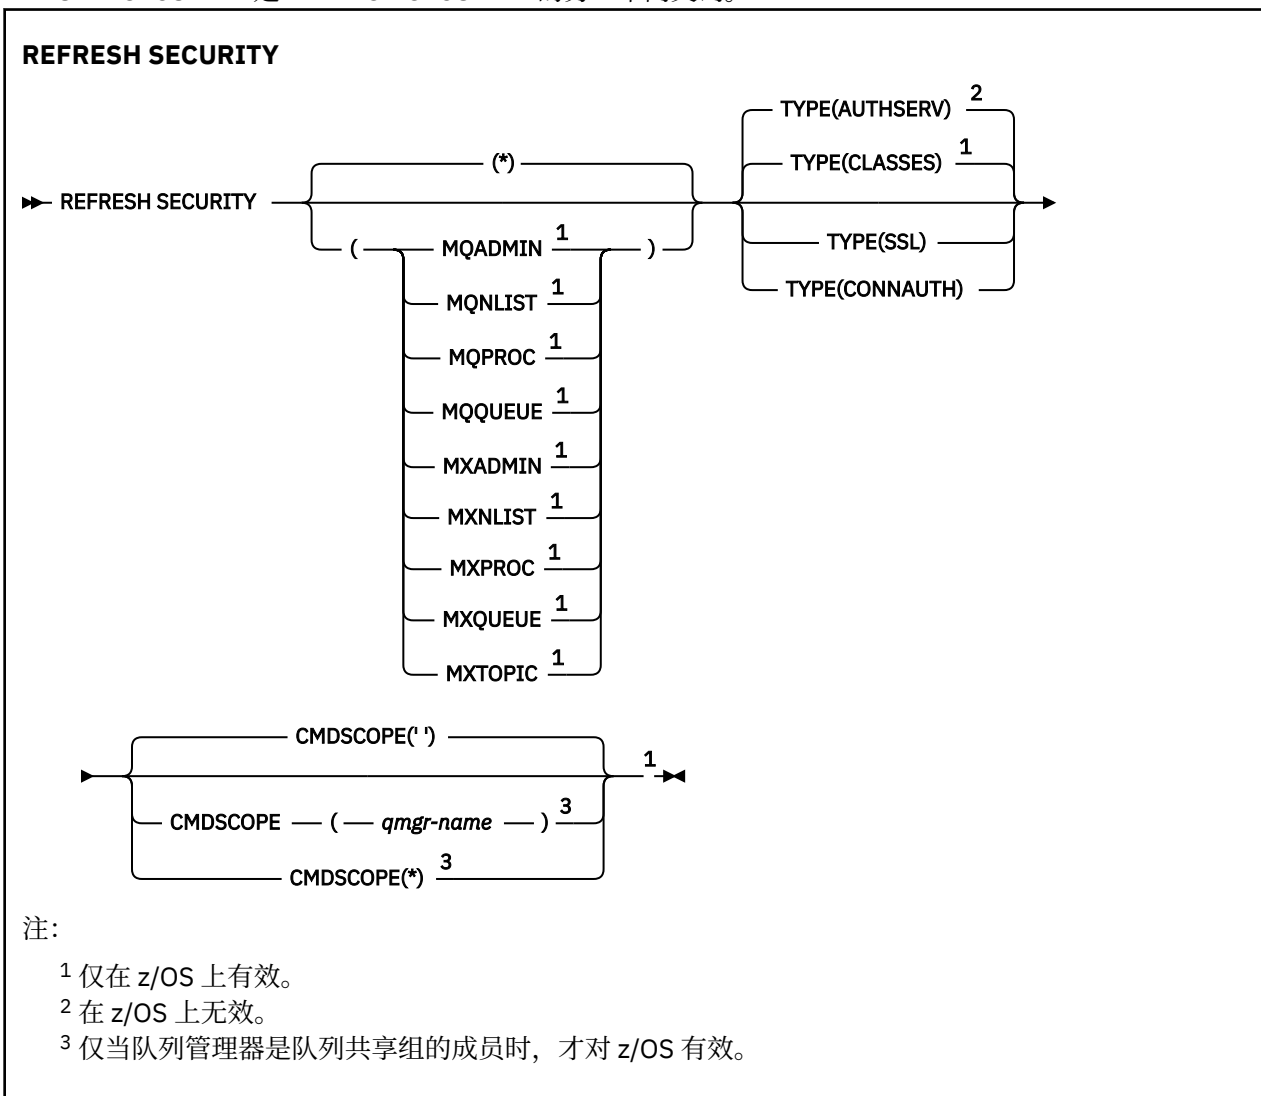 REFRESH SECURITY
TYPE(AUTHSERV) 2
(*)
TYPE(CLASSES) 1
REFRESH SECURITY
TYPE(SSL)
( MQADMIN 1 )
TYPE(CONNAUTH)
MQNLIST 1
MQPROC 1
MQQUEUE 1
MXADMIN 1
MXNLIST 1
MXPROC 1
MXQUEUE 1
MXTOPIC 1
CMDSCOPE(' ')
1
CMDSCOPE ( qmgr-name ) 3
CMDSCOPE(*) 3
注：
1 仅在 z/OS 上有效。
2 在 z/OS 上无效。
3 仅当队列管理器是队列共享组的成员时，才对 z/OS 有效。